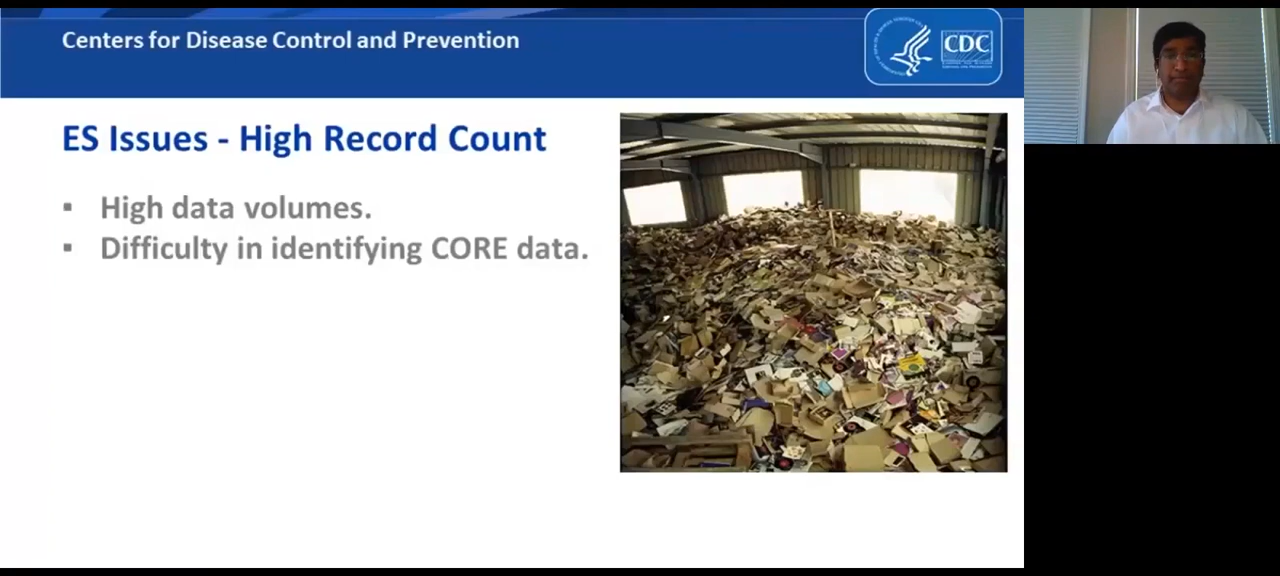 Centers for Disease Control and Prevention
CDC
ES Issues - High Record Count
▪ High data volumes.
▪ Difficulty in identifying CORE data.